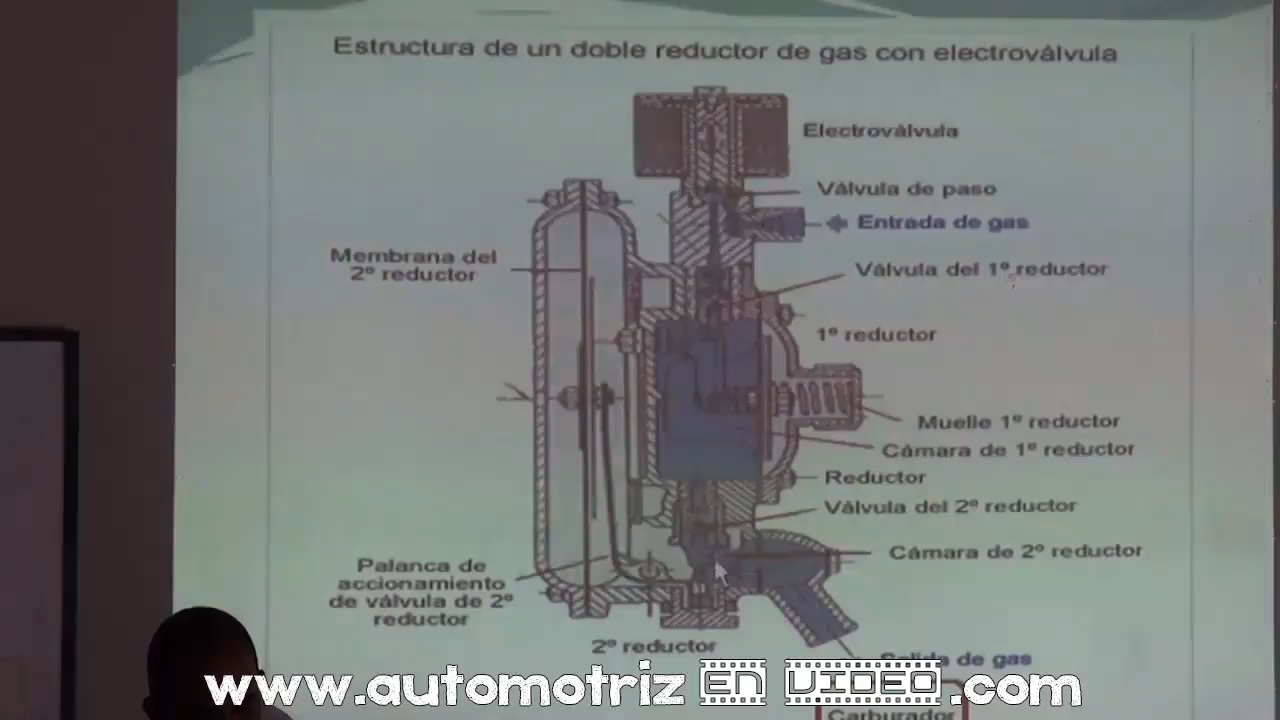 Estructura de un doble reductor de gas con electroválvula
Electroválvula
Válvula de paso
Entrada de gas
Membrana del
2º reductor
Válvula del 1º reductor
1º reductor
Muelle 1º reductor
Cámara de 1º reductor
Reductor
Válvula del 2º reductor
Cámara de 2º reductor
Palanca de
accionamiento
de válvula de 2º
reductor
2º reductor
Salida de gas
www.automotriz EN VIDEO .com
Carburador